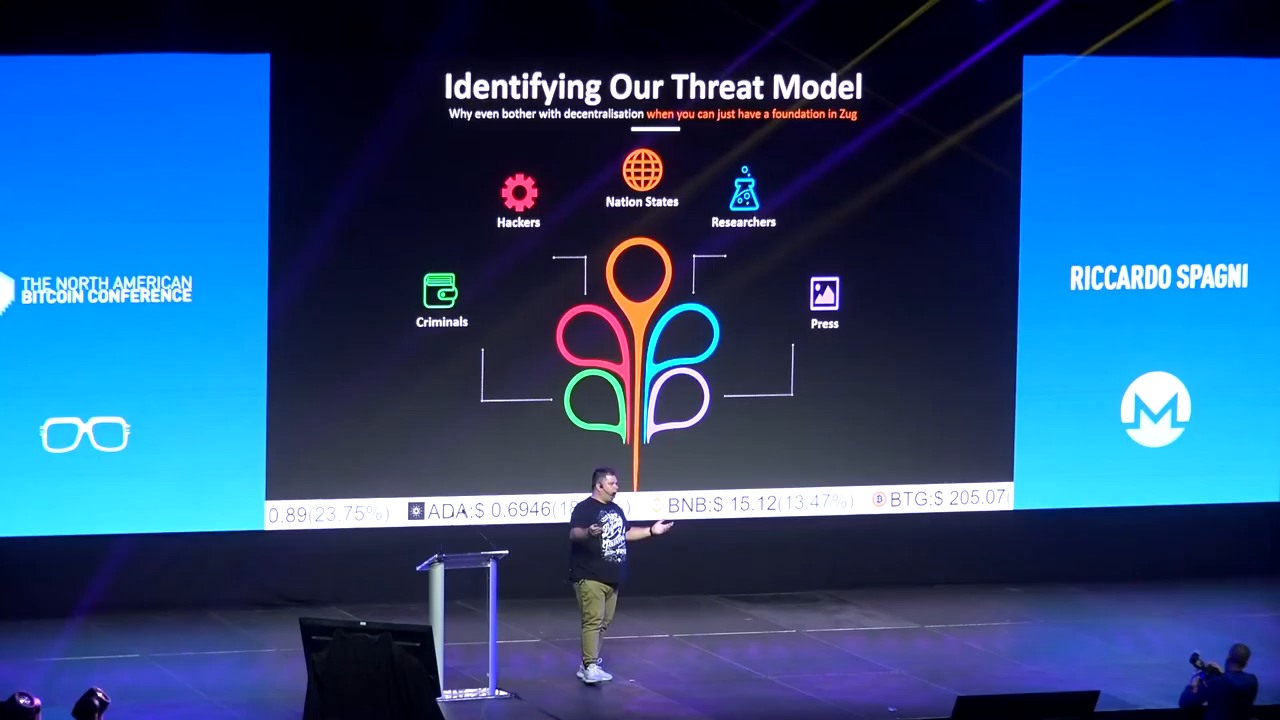 Identifying Our Threat Model
Why even bother with decentralisation when you can just have a foundation in Zug
Nation States
Hackers
Researchers
Criminals
Press
THE NORTH AMERICAN
BITCOIN CONFERENCE
RICCARDO SPAGNI
0.89(23.75%) ADA:$ 0.6946( BNB:$ 15.12(13.47%) BTG:$ 205.07(